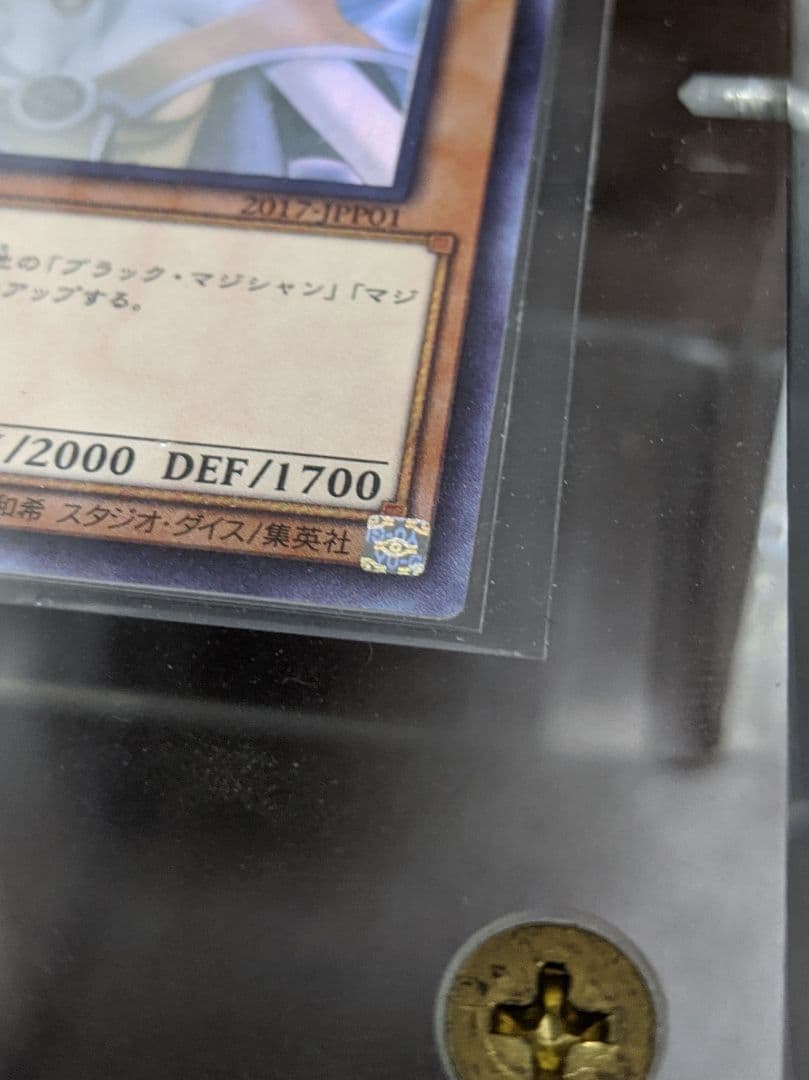 2017-JPP01
の「ブラック・マジシャン」「マジ
アップする。
/2000 DEF/1700
和希 スタジオ・ダイス/集英社